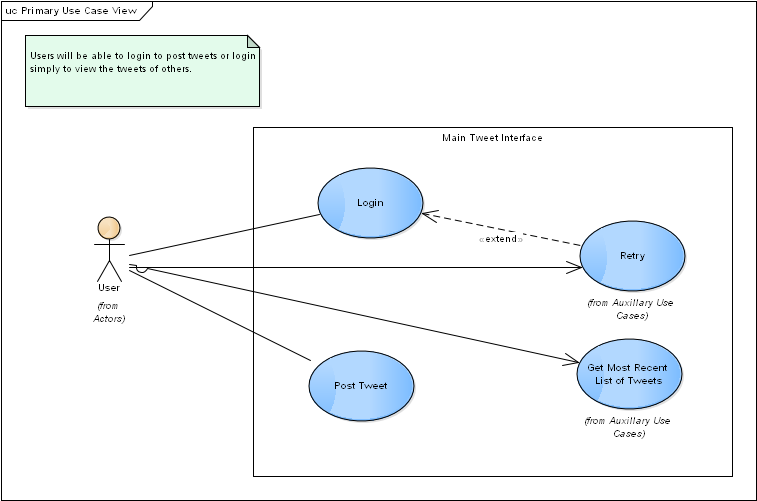 uc Primary Use Case View
Users will be able to login to post tweets or login
simply to view the tweets of others.
Main Tweet Interface
Login
«extend»
Retry
(from Auxillary Use
Cases)
User
(from
Actors)
Get Most Recent
List of Tweets
(from Auxillary Use
Cases)
Post Tweet